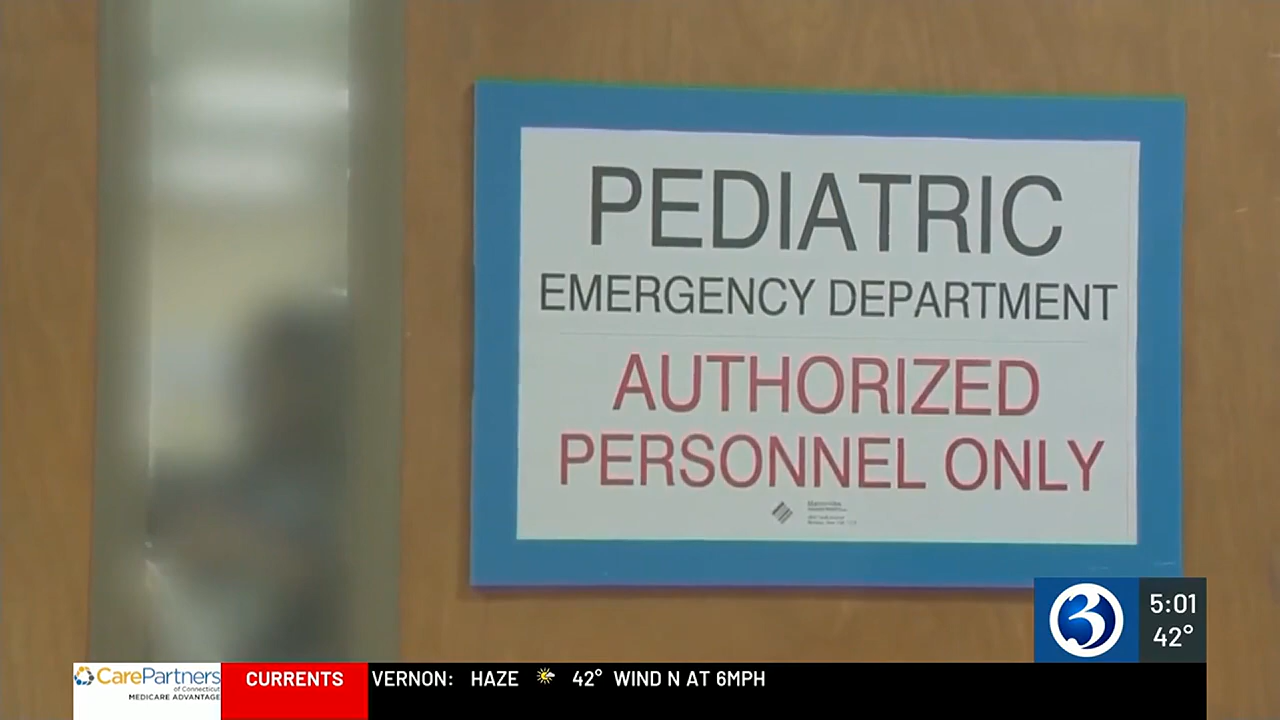 PEDIATRIC
EMERGENCY DEPARTMENT
AUTHORIZED
PERSONNEL ONLY
3
5:01
42°
CarePartners
of Connecticut
MEDICARE ADVANTAGE
CURRENTS
VERNON: HAZE 42° WIND N AT 6MPH